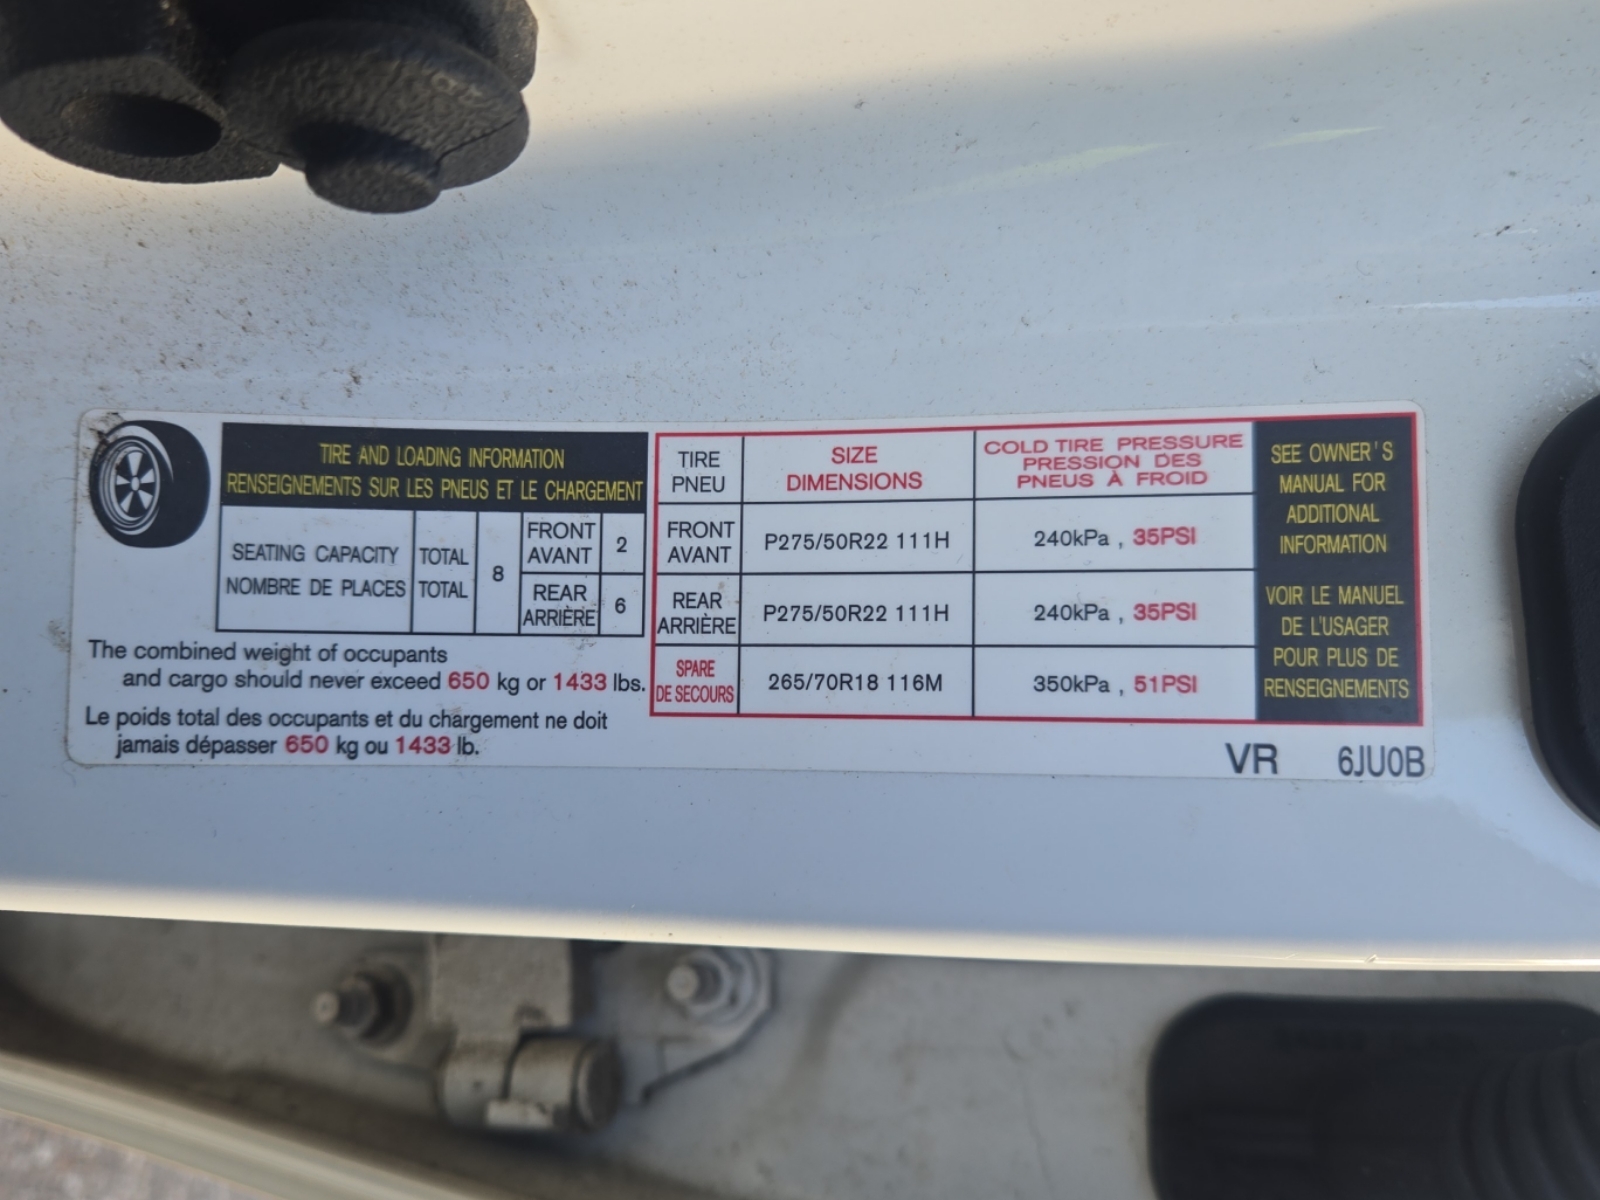 TIRE AND LOADING INFORMATION
RENSEIGNEMENTS SUR LES PNEUS ET LE CHARGEMENT
SEATING CAPACITY
NOMBRE DE PLACES
TOTAL
TOTAL
8
FRONT
AVANT
2
REAR
ARRIÈRE
6
The combined weight of occupants
and cargo should never exceed 650 kg or 1433 lbs.
Le poids total des occupants et du chargement ne doit
jamais dépasser 650 kg ou 1433 lb.
TIRE
PNEU
SIZE
DIMENSIONS
COLD TIRE PRESSURE
PRESSION DES
PNEUS À FROID
FRONT
AVANT
P275/50R22 111H
240kPa , 35PSI
REAR
ARRIÈRE
P275/50R22 111H
240kPa , 35PSI
SPARE
DE SECOURS
265/70R18 116M
350kPa , 51PSI
SEE OWNER'S
MANUAL FOR
ADDITIONAL
INFORMATION
VOIR LE MANUEL
DE L'USAGER
POUR PLUS DE
RENSEIGNEMENTS
VR 6JU0B